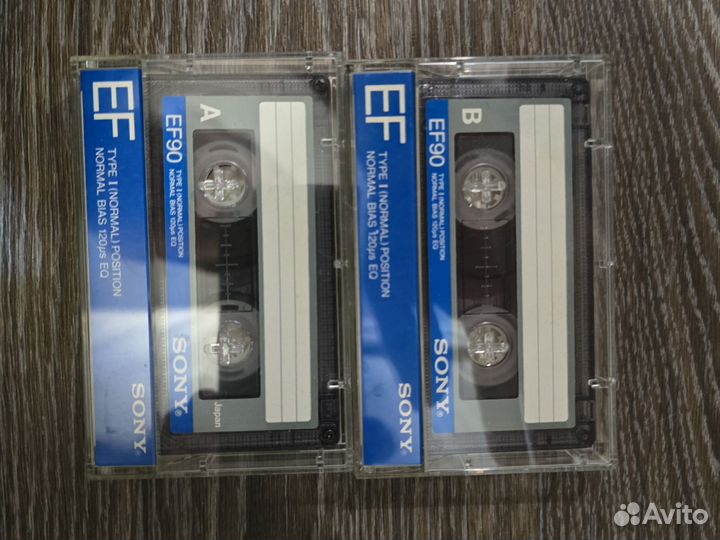 EF
TYPE I (NORMAL) POSITION
NORMAL BIAS 120µs EQ
SONY®
A
EF90
TYPE I (NORMAL) POSITION
NORMAL BIAS 120µs EQ
SONY®
Japan
EF
TYPE I (NORMAL) POSITION
NORMAL BIAS 120µs EQ
SONY®
B
EF90
TYPE I (NORMAL) POSITION
NORMAL BIAS 120µs EQ
SONY®
Avito